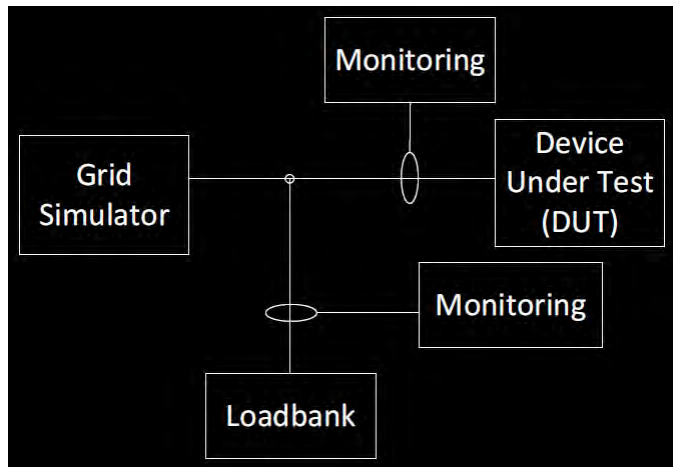 Monitoring
Grid
Simulator
Device
Under Test
(DUT)
Monitoring
Loadbank